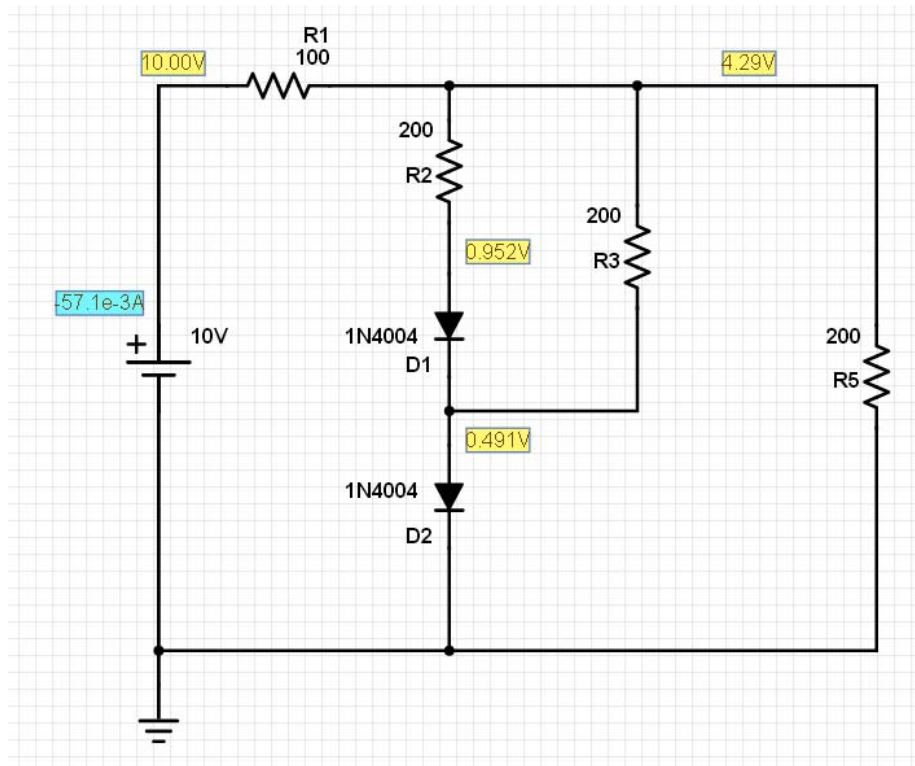 R1
100
10.00V
4.29V
200
R2
200
R3
0.952V
-57.1e-3A
+
10V
1N4004
D1
200
R5
0.491V
1N4004
D2